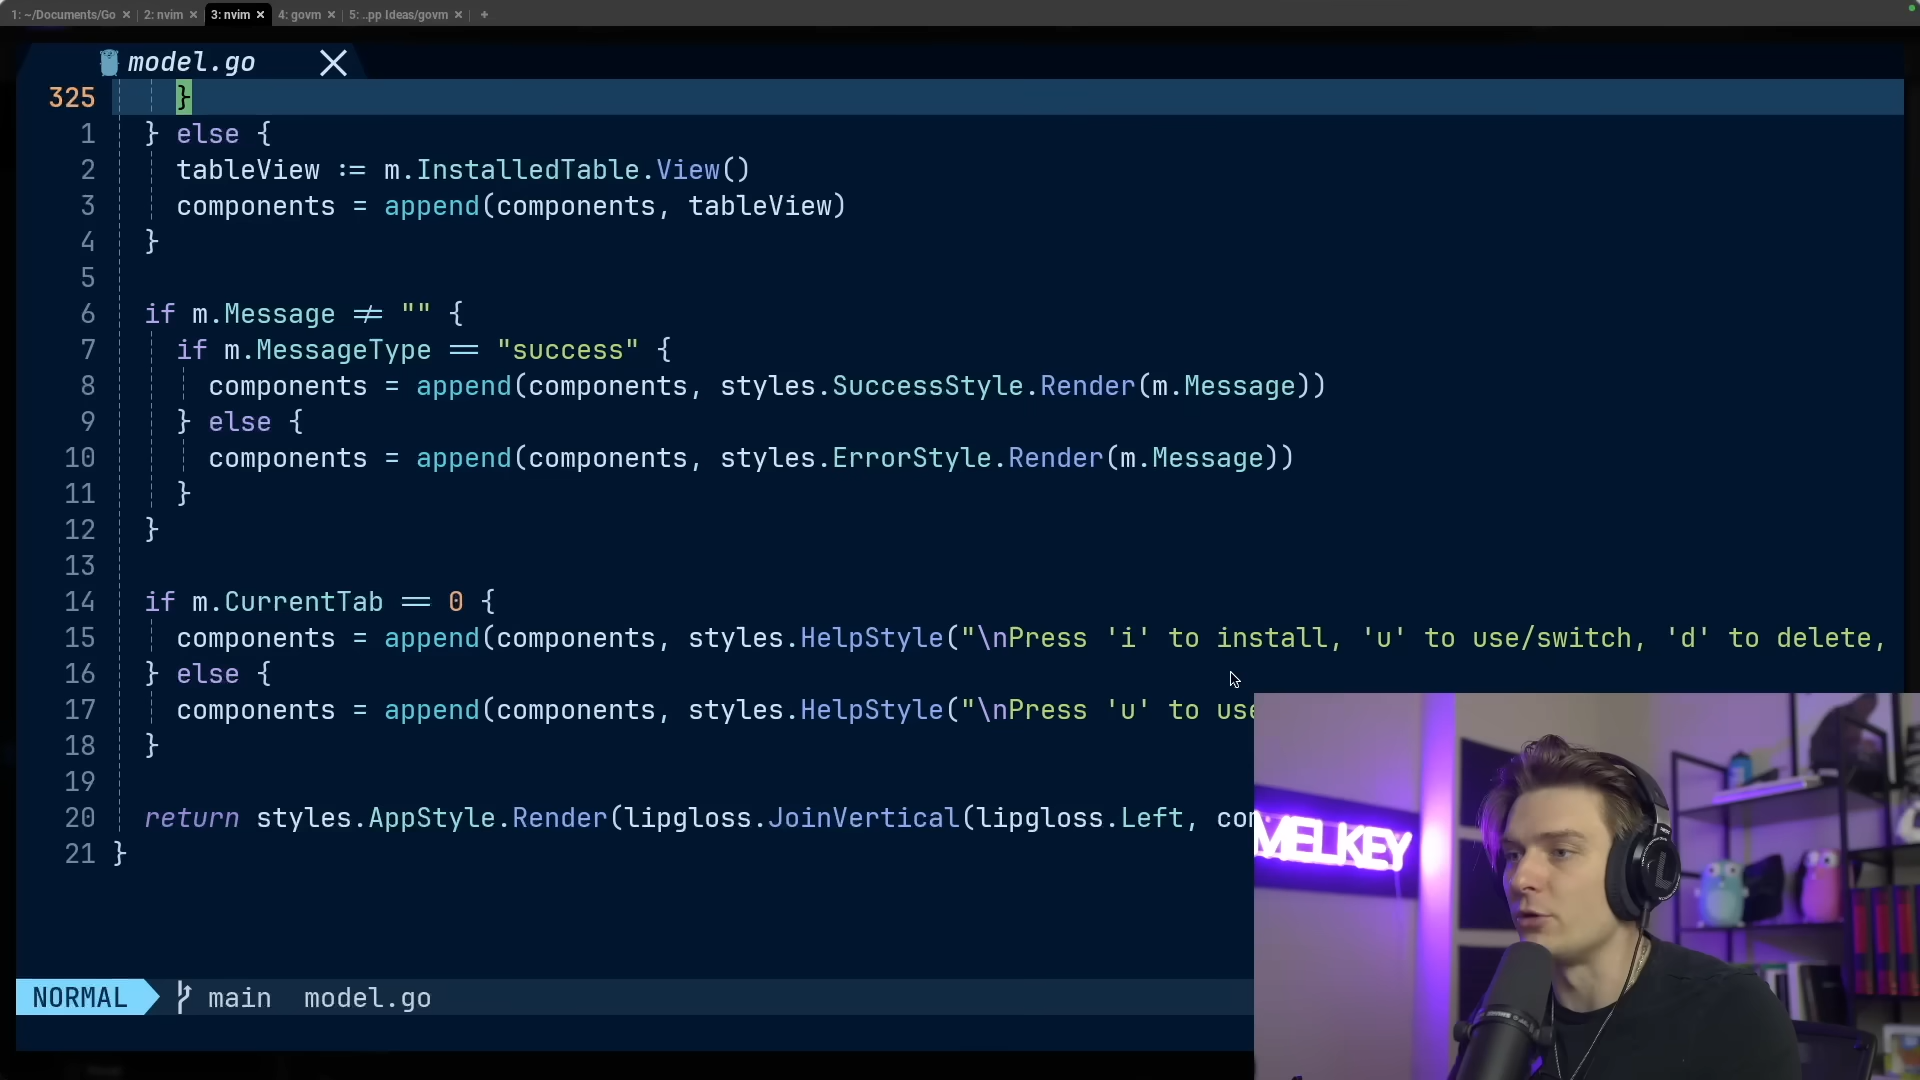 1: ~/Documents/Go × 2: nvim × 3: nvim × 4: govm × 5: ..pp Ideas/govm × +
model.go
325 }
1 } else {
2 tableView := m.InstalledTable.View()
3 components = append(components, tableView)
4 }
5
6 if m.Message != "" {
7 if m.MessageType == "success" {
8 components = append(components, styles.SuccessStyle.Render(m.Message))
9 } else {
10 components = append(components, styles.ErrorStyle.Render(m.Message))
11 }
12 }
13
14 if m.CurrentTab == 0 {
15 components = append(components, styles.HelpStyle("\nPress 'i' to install, 'u' to use/switch, 'd' to delete,
16 } else {
17 components = append(components, styles.HelpStyle("\nPress 'u' to use
18 }
19
20 return styles.AppStyle.Render(lipgloss.JoinVertical(lipgloss.Left, com
21 }
MELKEY
NORMAL main model.go